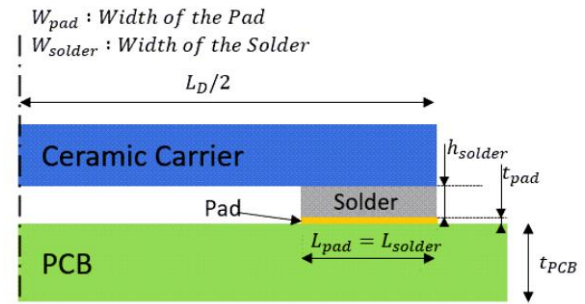 W_pad : Width of the Pad
W_solder : Width of the Solder
L_D/2
Ceramic Carrier
h_solder
t_pad
Solder
Pad
L_pad = L_solder
PCB
t_PCB